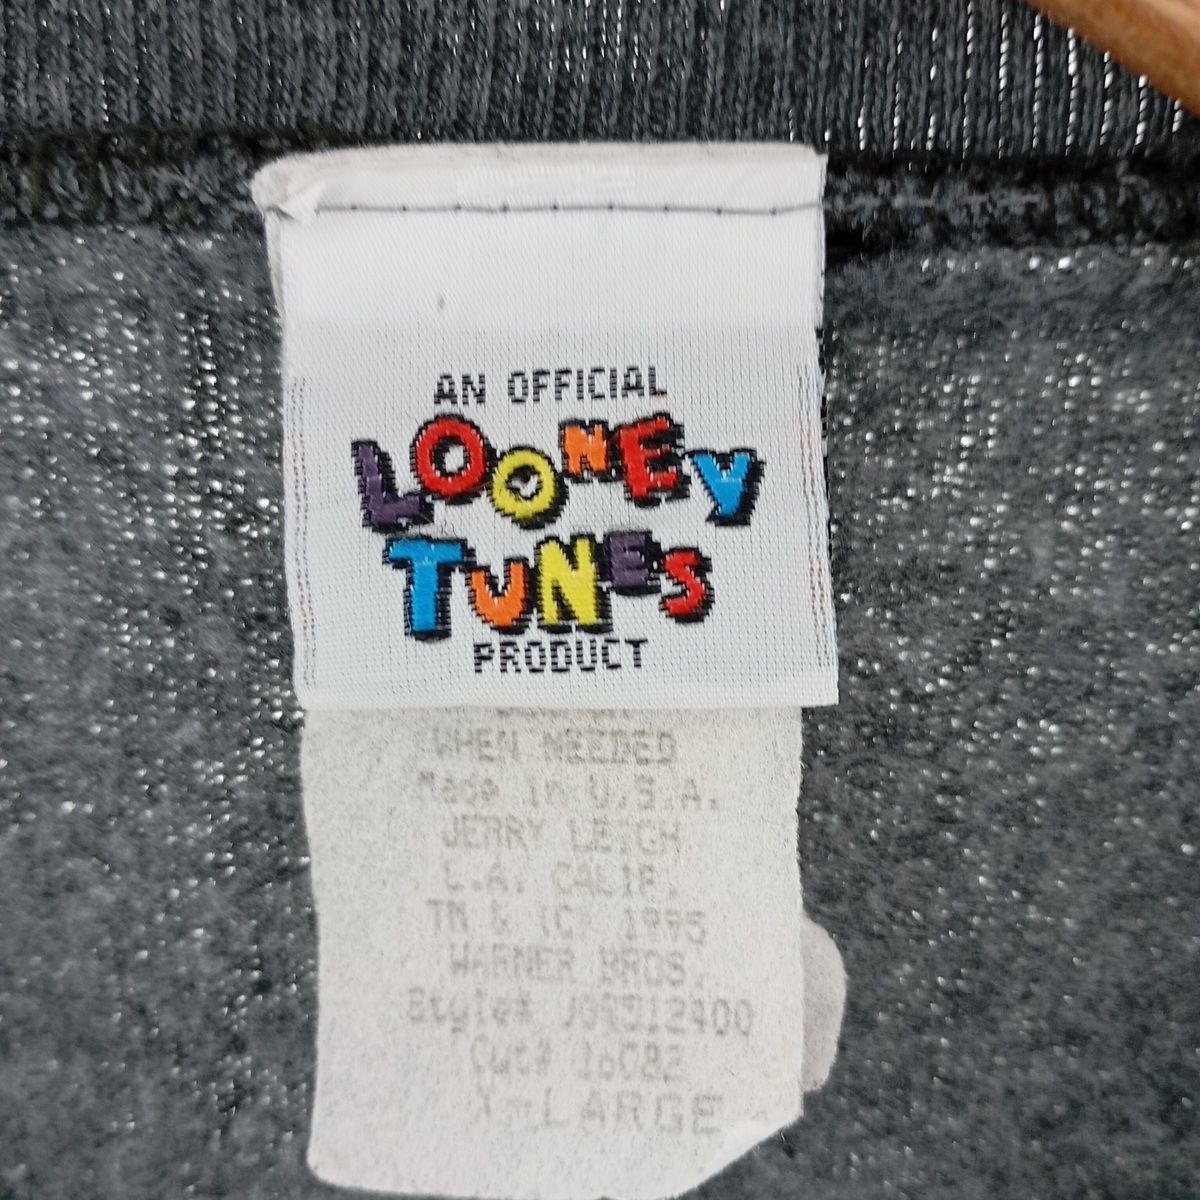 AN OFFICIAL
LOONEY
TUNES
PRODUCT
WHEN NEEDED
Made in U.S.A.
JERRY LEIGH
L.A. CALIF.
TM & (C) 1995
WARNER BROS.
Style#
Cut# 16082
X-LARGE